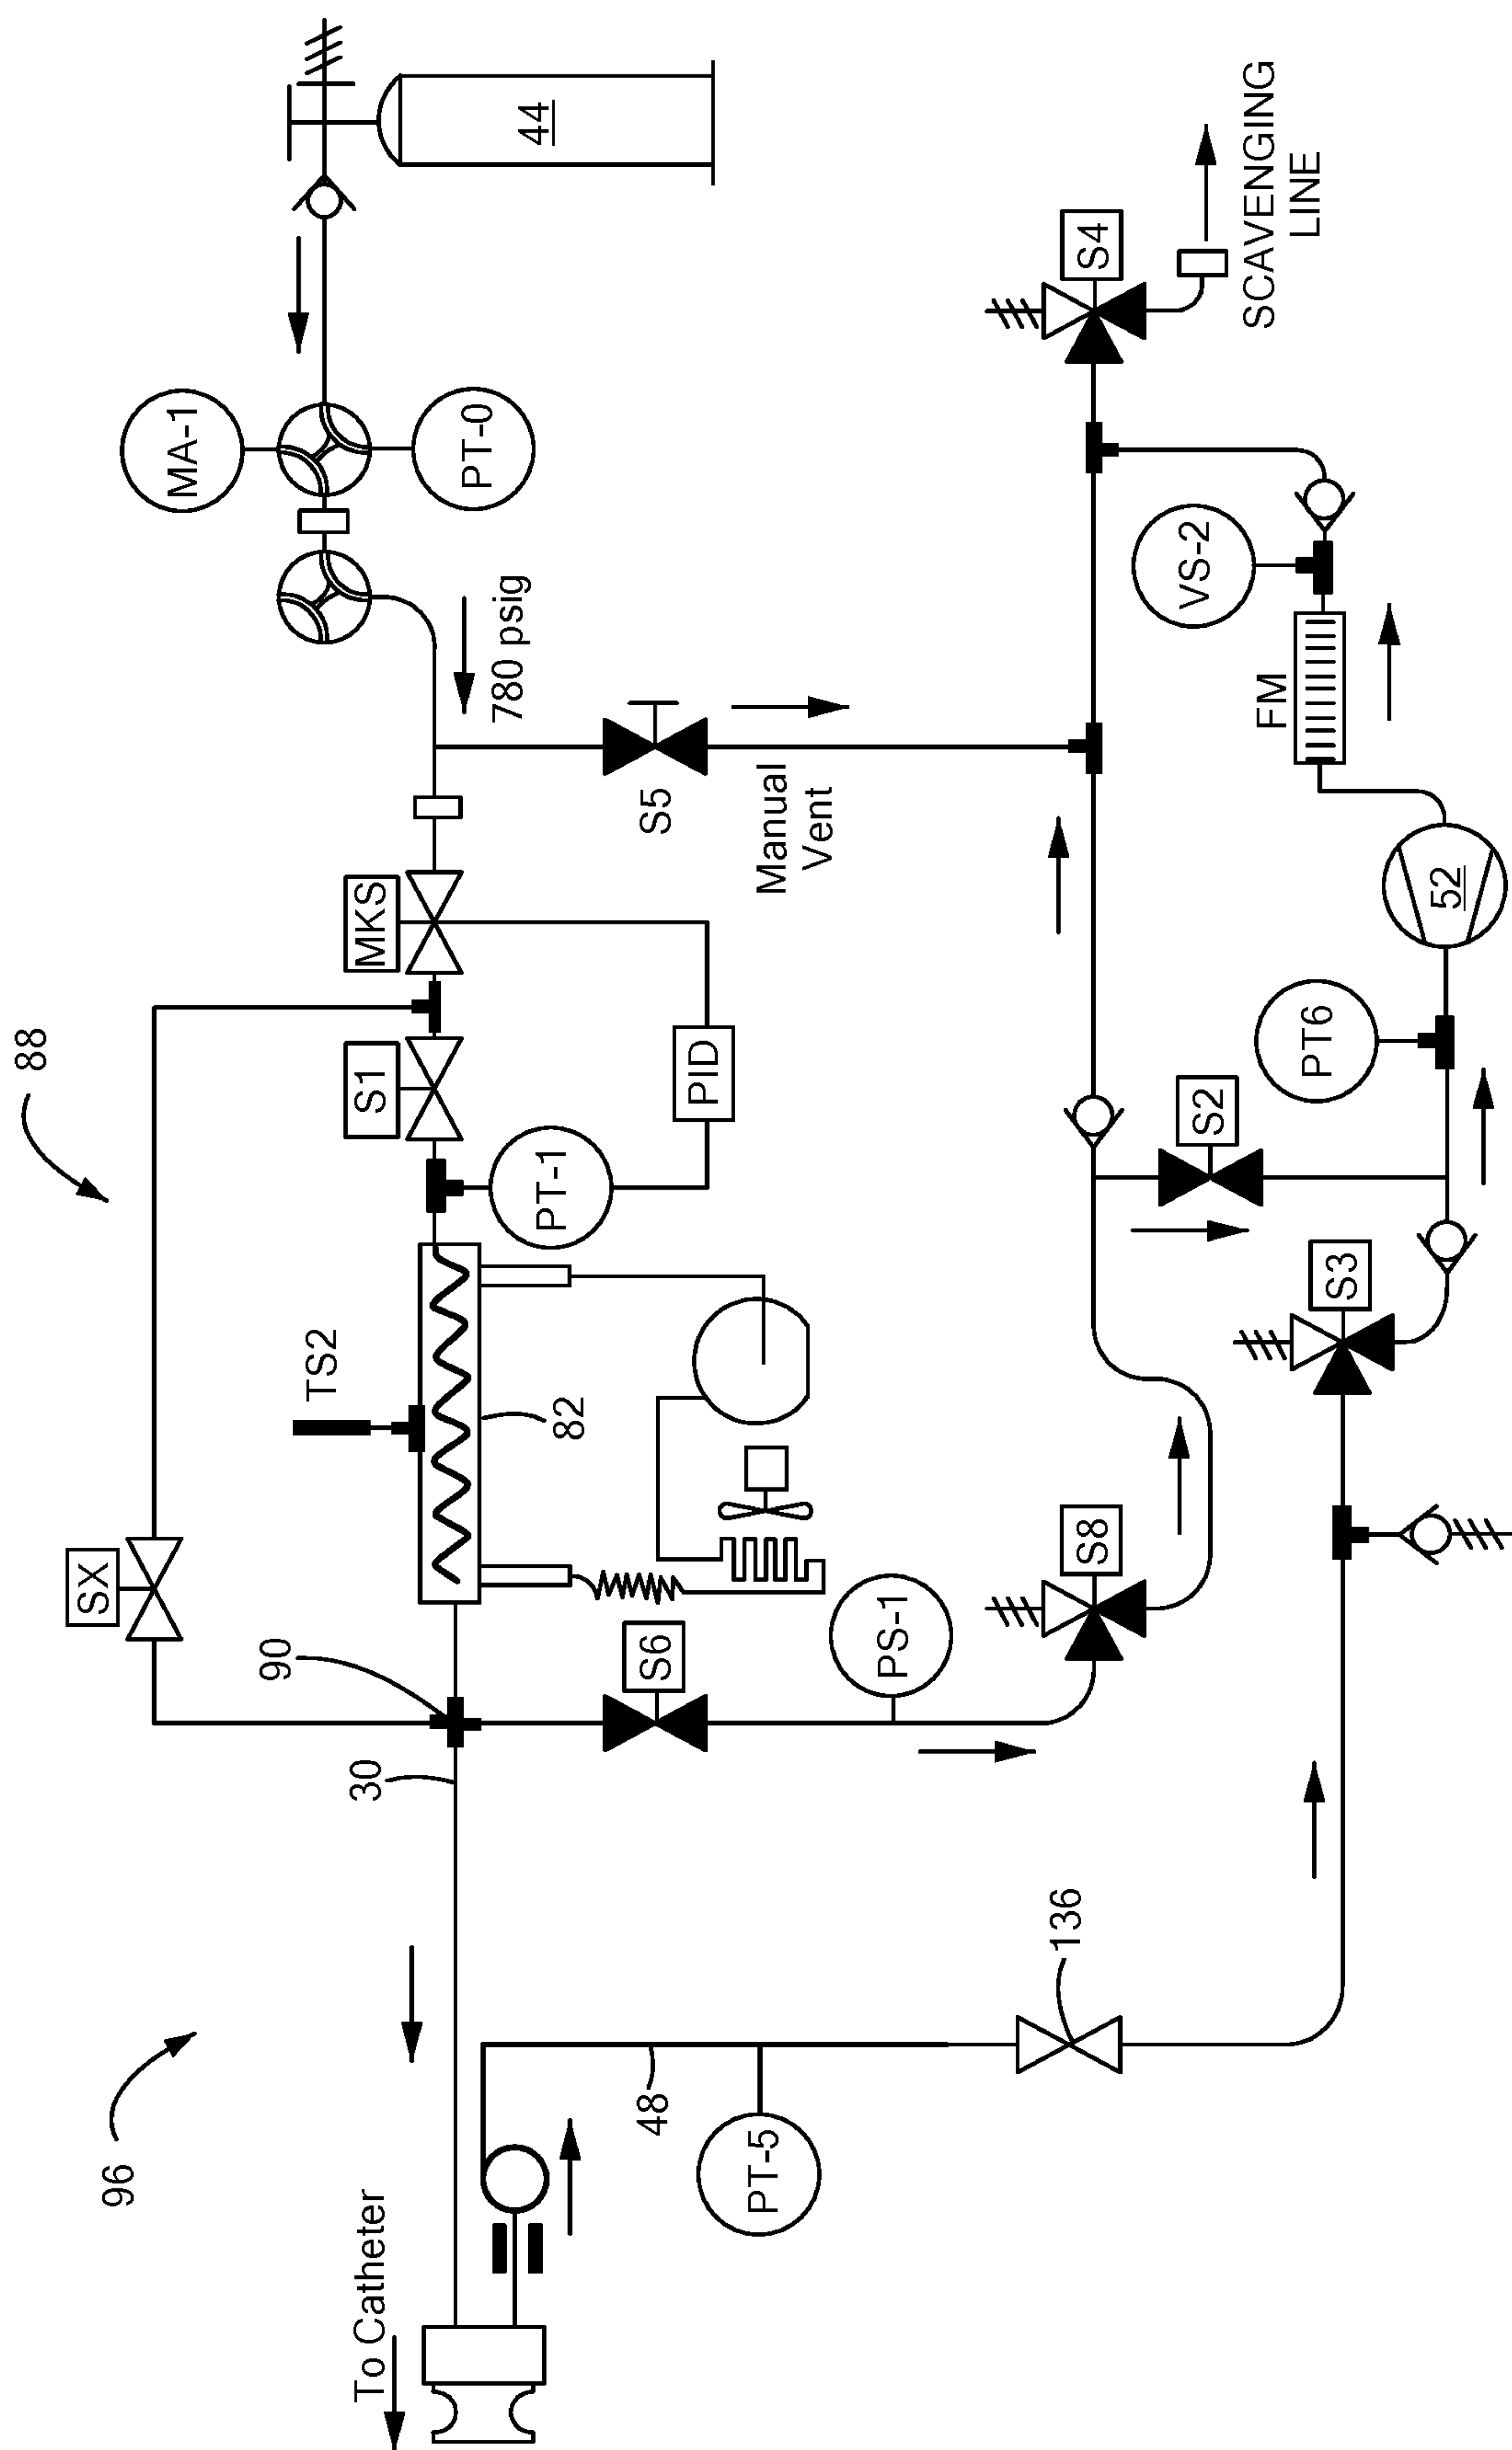 88
96
SX
MA-1
90
TS2
To Catheter
30
S1
MKS
PT-0
780 psig
44
82
PT-1
48
S6
S5
PID
PT-5
Manual
Vent
PS-1
136
S8
S4
VS-2
S2
SCAVENGING
LINE
FM
PT6
S3
52